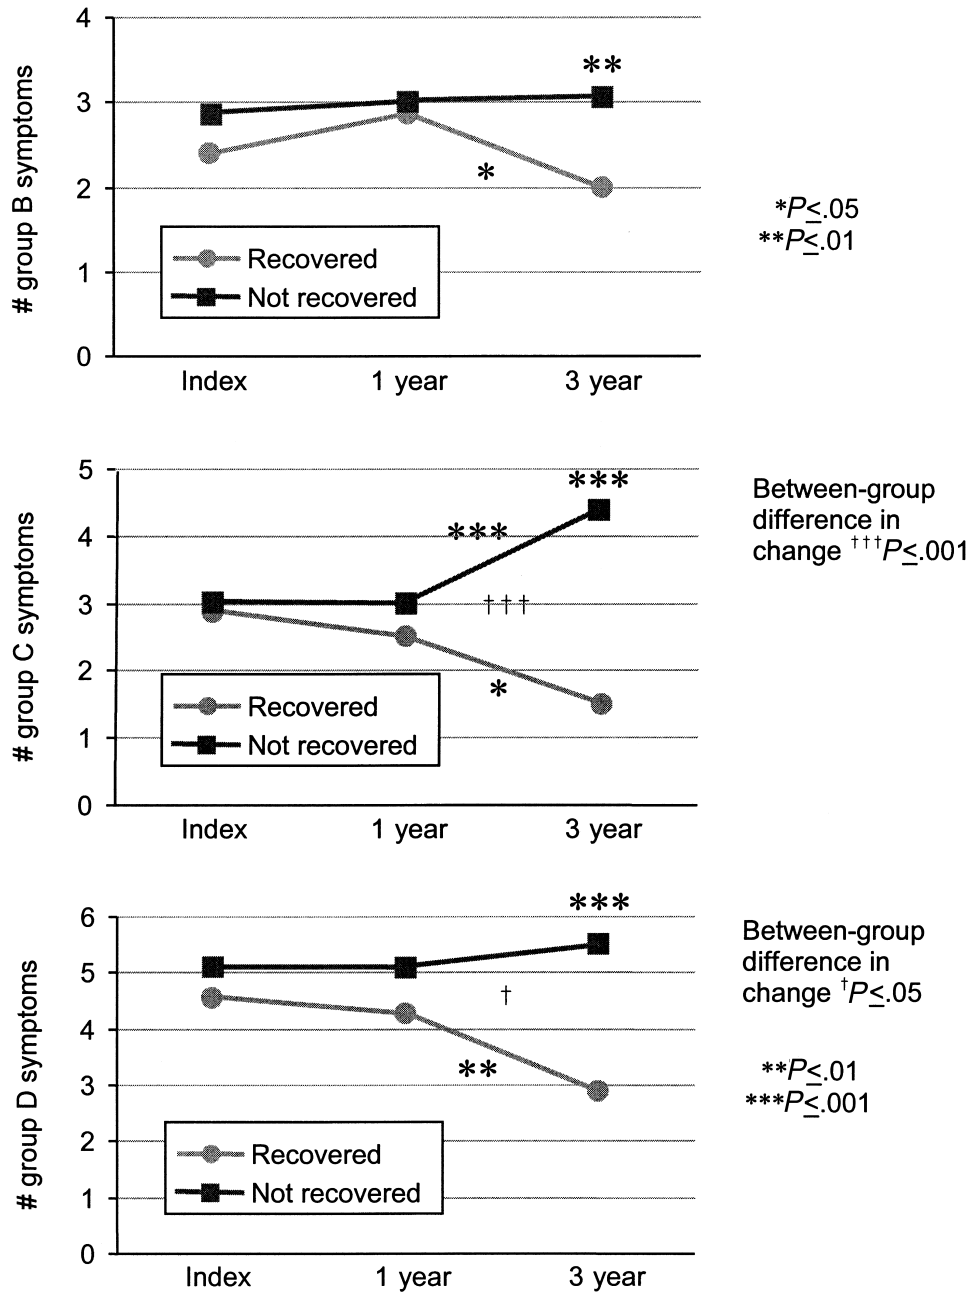 # group B symptoms
4
3
2
1
0
**
*
Recovered
Not recovered
Index 1 year 3 year
*P≤.05
**P≤.01
# group C symptoms
5
4
3
2
1
0
***
***
†††
*
Recovered
Not recovered
Index 1 year 3 year
Between-group
difference in
change †††P≤.001
# group D symptoms
6
5
4
3
2
1
0
***
†
**
Recovered
Not recovered
Index 1 year 3 year
Between-group
difference in
change †P≤.05
**P≤.01
***P≤.001